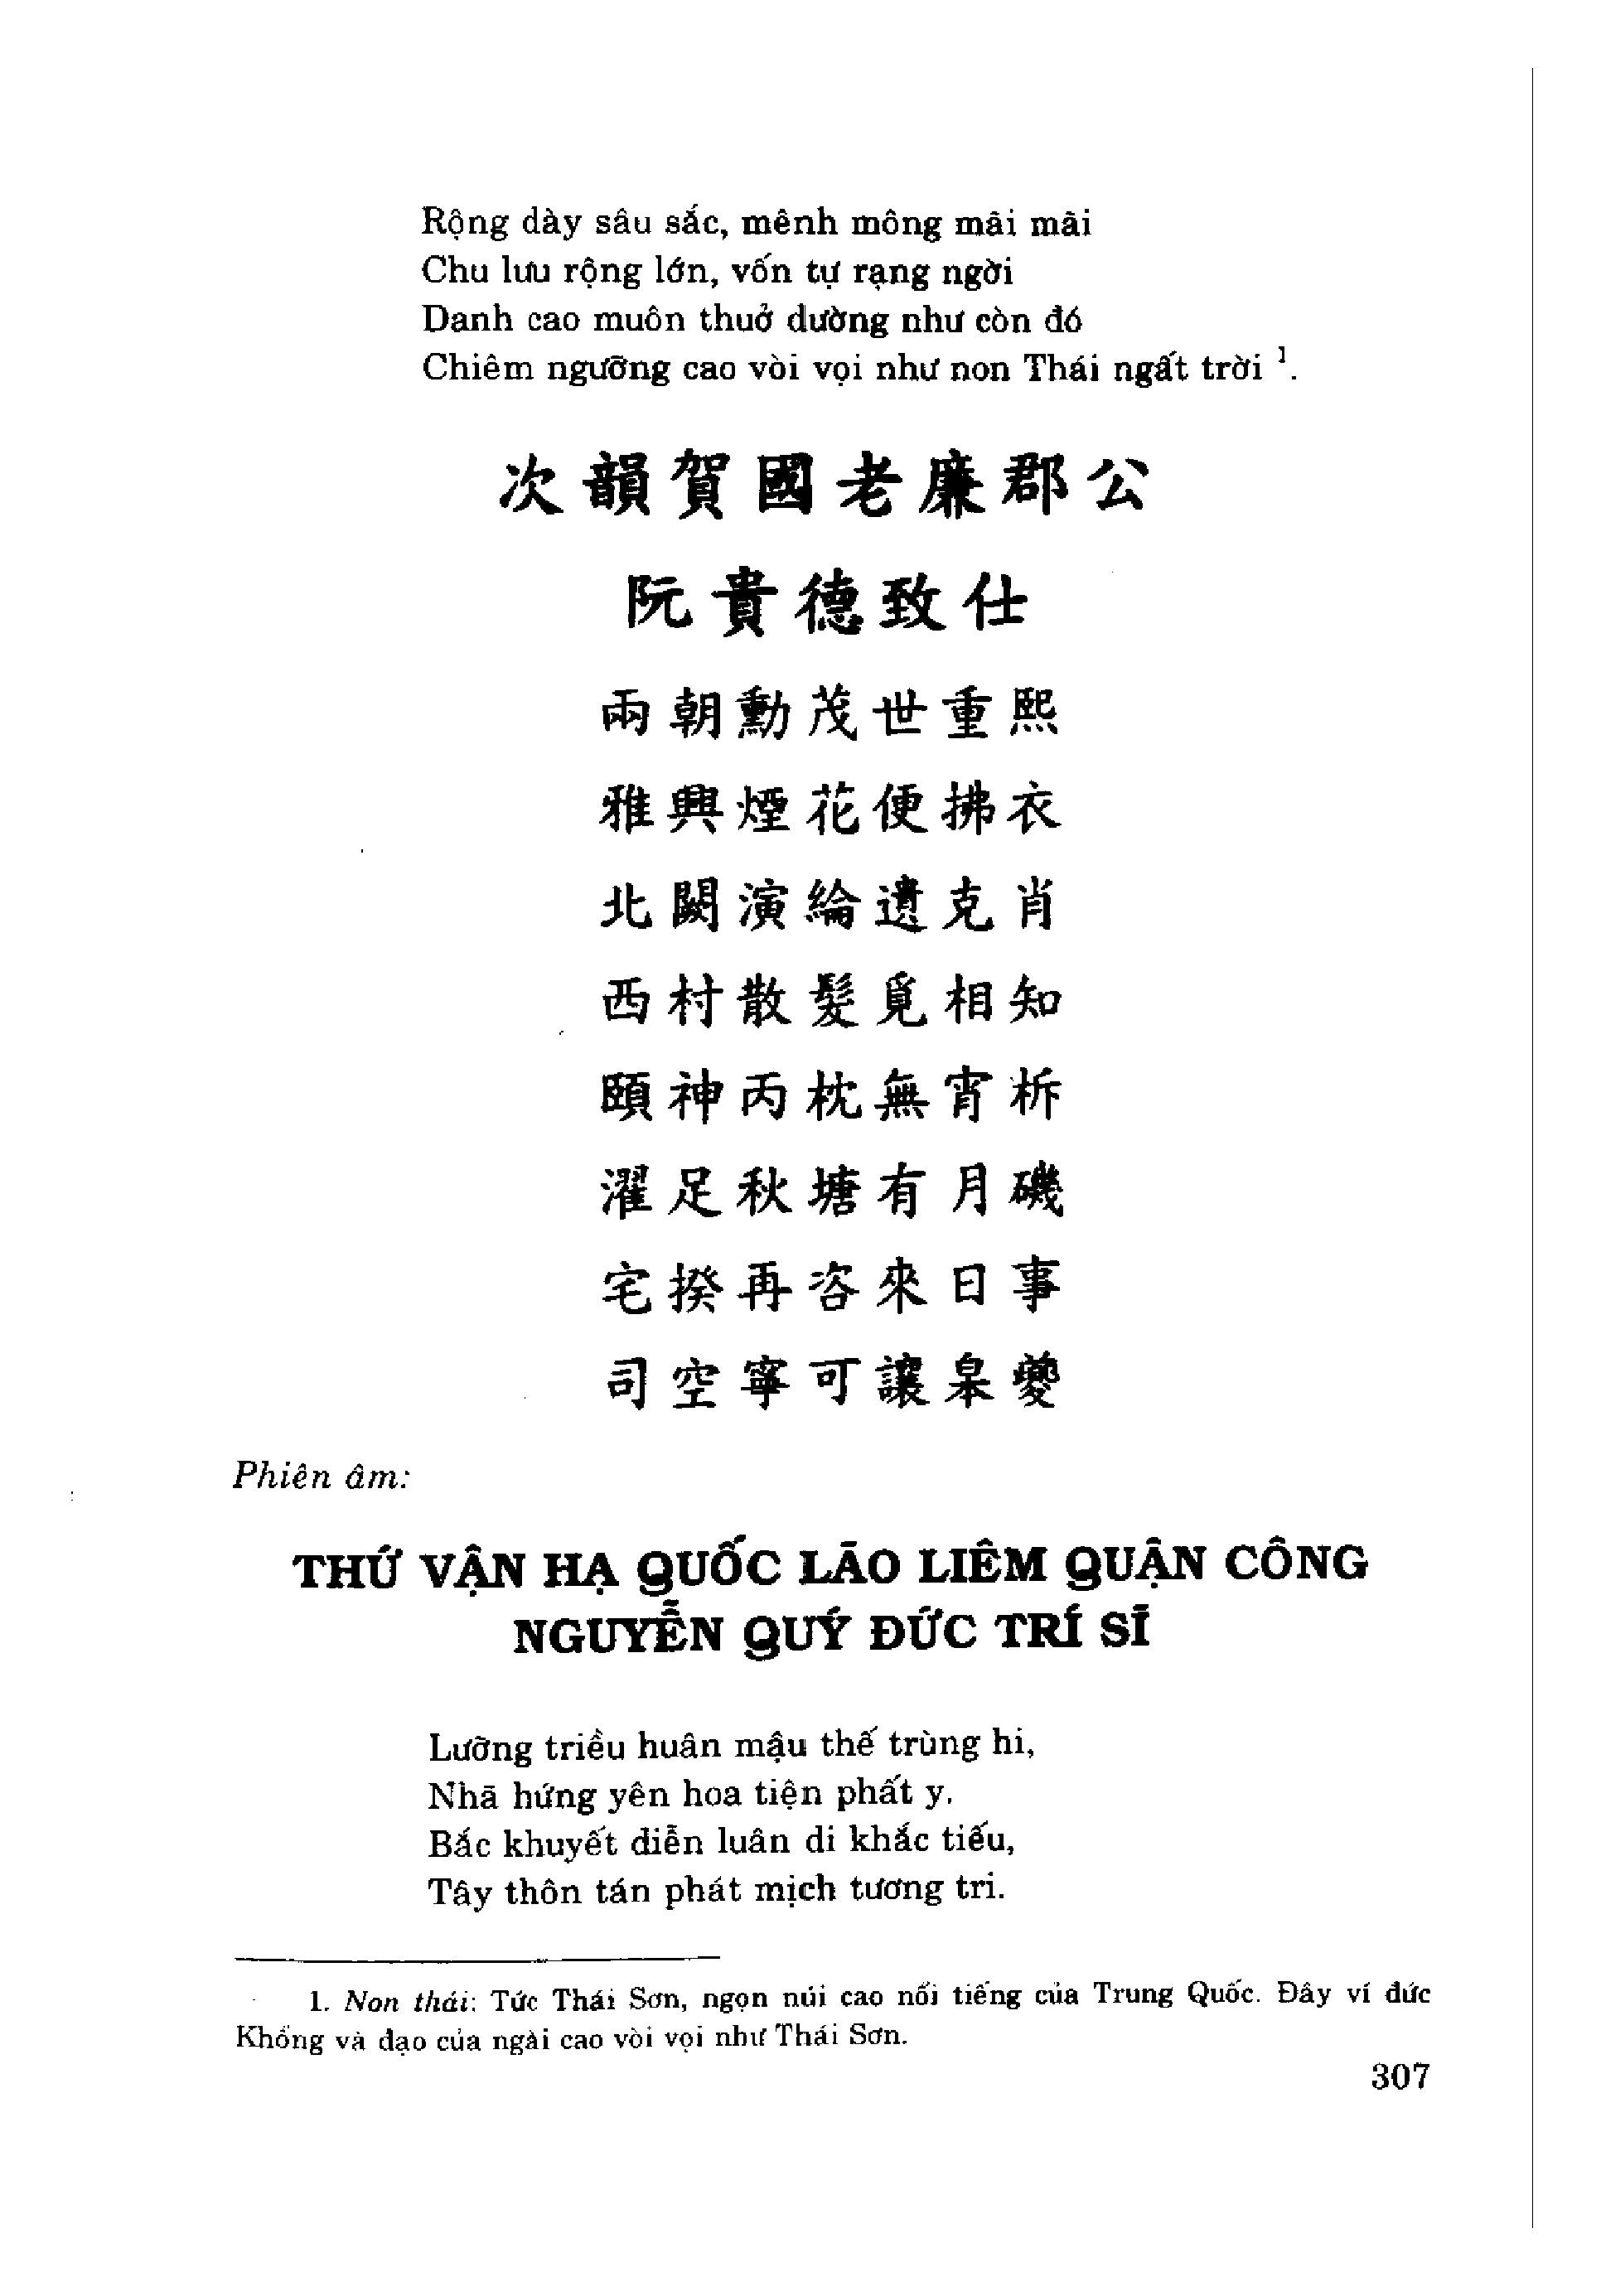 Rộng dày sâu sắc, mênh mông mãi mãi
Chu lưu rộng lớn, vốn tự rạng ngời
Danh cao muôn thuở dường như còn đó
Chiêm ngưỡng cao vòi vọi như non Thái ngất trời ¹.
次韻賀國老廉郡公
阮貴德致仕
兩朝勳茂世重熙
雅興煙花便拂衣
北闕演綸遺克肖
西村散髮覓相知
頤神丙枕無宵柝
濯足秋塘有月磯
宅揆再咨來日事
司空寧可讓皋夔
Phiên âm:
THỨ VẬN HẠ QUỐC LÃO LIÊM QUẬN CÔNG
NGUYỄN QUÝ ĐỨC TRÍ SĨ
Lưỡng triều huân mậu thế trùng hi,
Nhã hứng yên hoa tiện phất y.
Bắc khuyết diễn luân di khắc tiếu,
Tây thôn tán phát mịch tương tri.
1. Non thái: Tức Thái Sơn, ngọn núi cao nổi tiếng của Trung Quốc. Đây ví đức
Khổng và đạo của ngài cao vòi vọi như Thái Sơn.
307